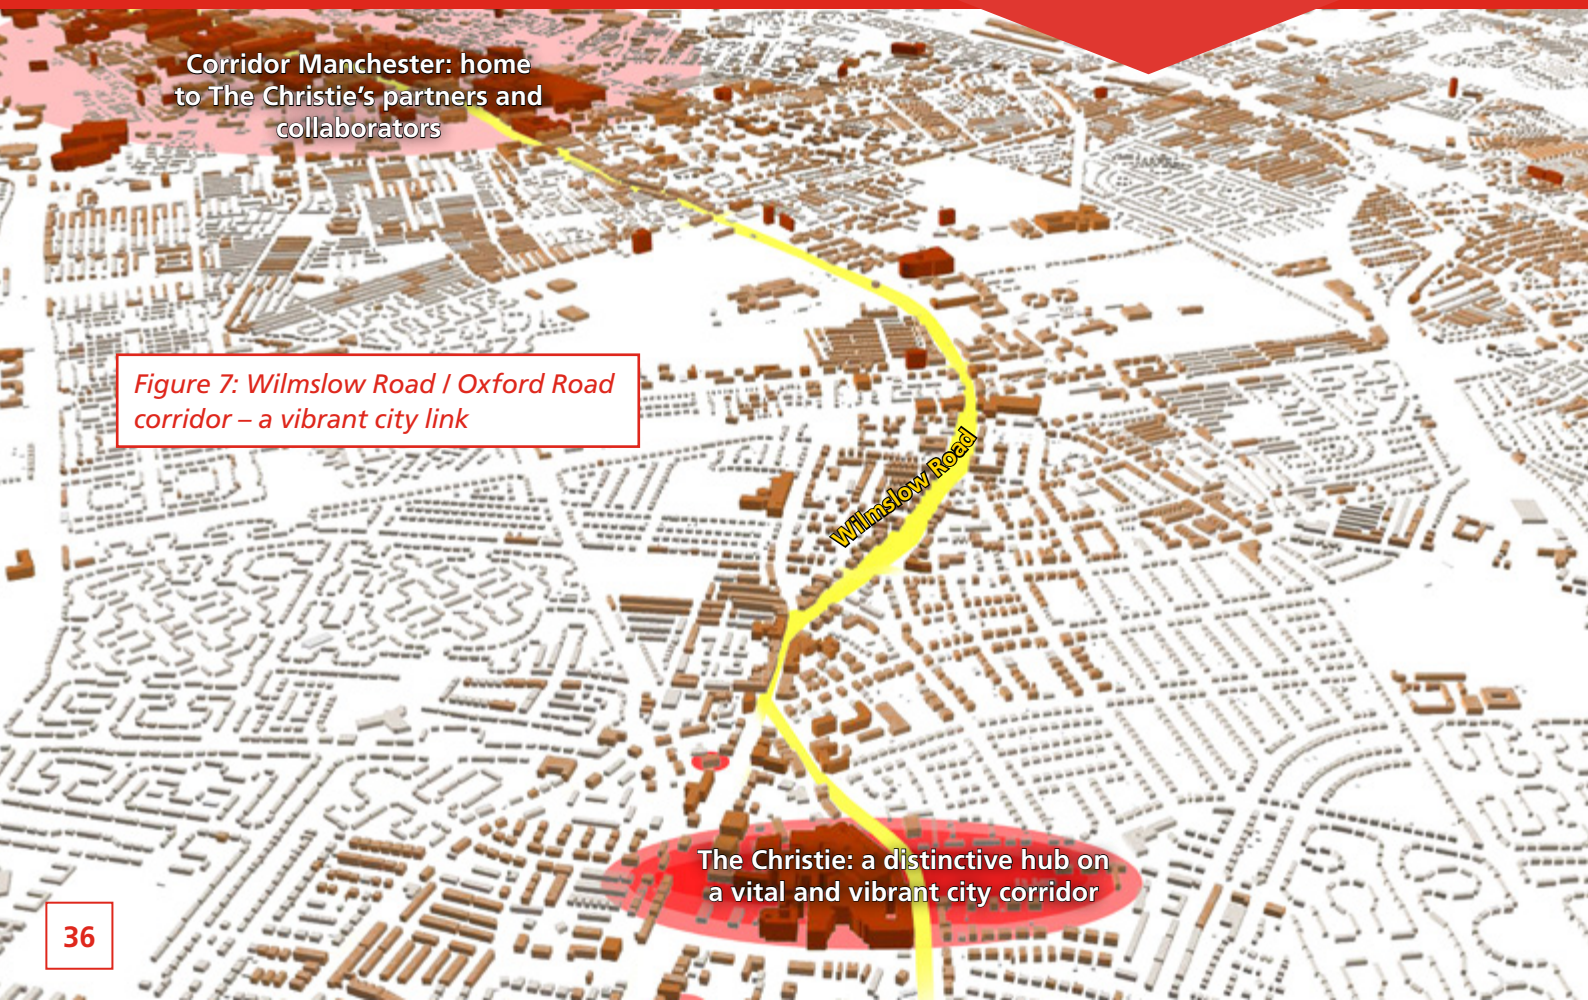 Corridor Manchester: home
to The Christie’s partners and
collaborators
Figure 7: Wilmslow Road / Oxford Road
corridor – a vibrant city link
Wilmslow Road
The Christie: a distinctive hub on
a vital and vibrant city corridor
36